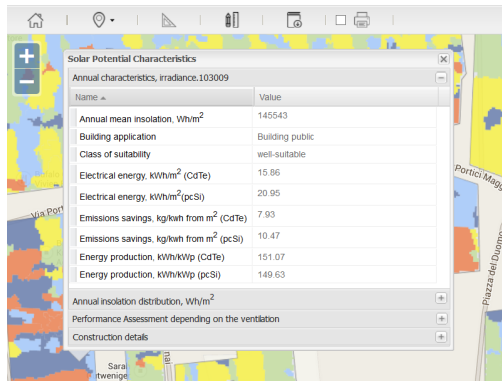 Solar Potential Characteristics
Annual characteristics, irradiance.103009
Name Value
Annual mean insolation, Wh/m² 145543
Building application Building public
Class of suitability well-suitable
Electrical energy, kWh/m² (CdTe) 15.86
Electrical energy, kWh/m² (pcSi) 20.95
Emissions savings, kg/kwh from m² (CdTe) 7.93
Emissions savings, kg/kwh from m² (pcSi) 10.47
Energy production, kWh/kWp (CdTe) 151.07
Energy production, kWh/kWp (pcSi) 149.63
Annual insolation distribution, Wh/m²
Performance Assessment depending on the ventilation
Construction details
Via Port
Portici Magg
Piazza del Duomo
Sarai
twenige